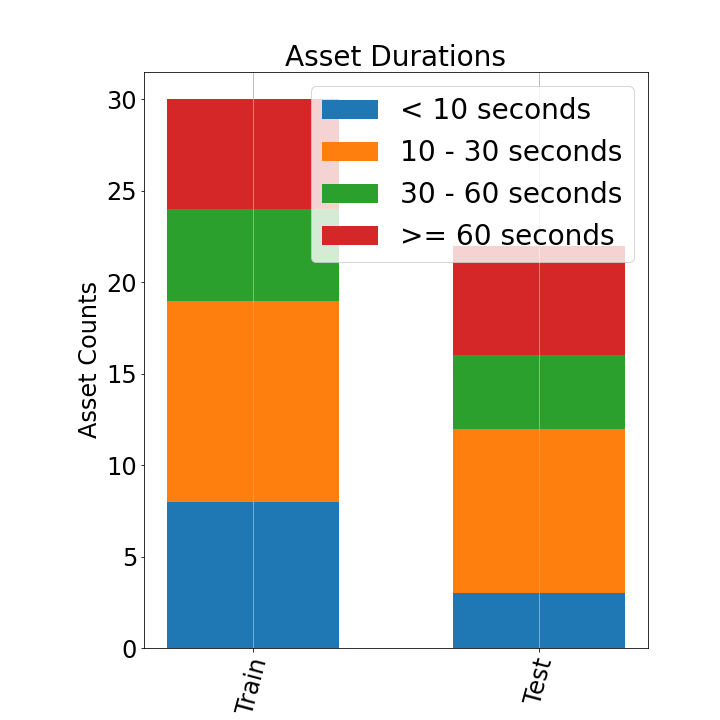 Asset Durations
< 10 seconds
10 - 30 seconds
30 - 60 seconds
>= 60 seconds
Asset Counts
30
25
20
15
10
5
0
Train
Test